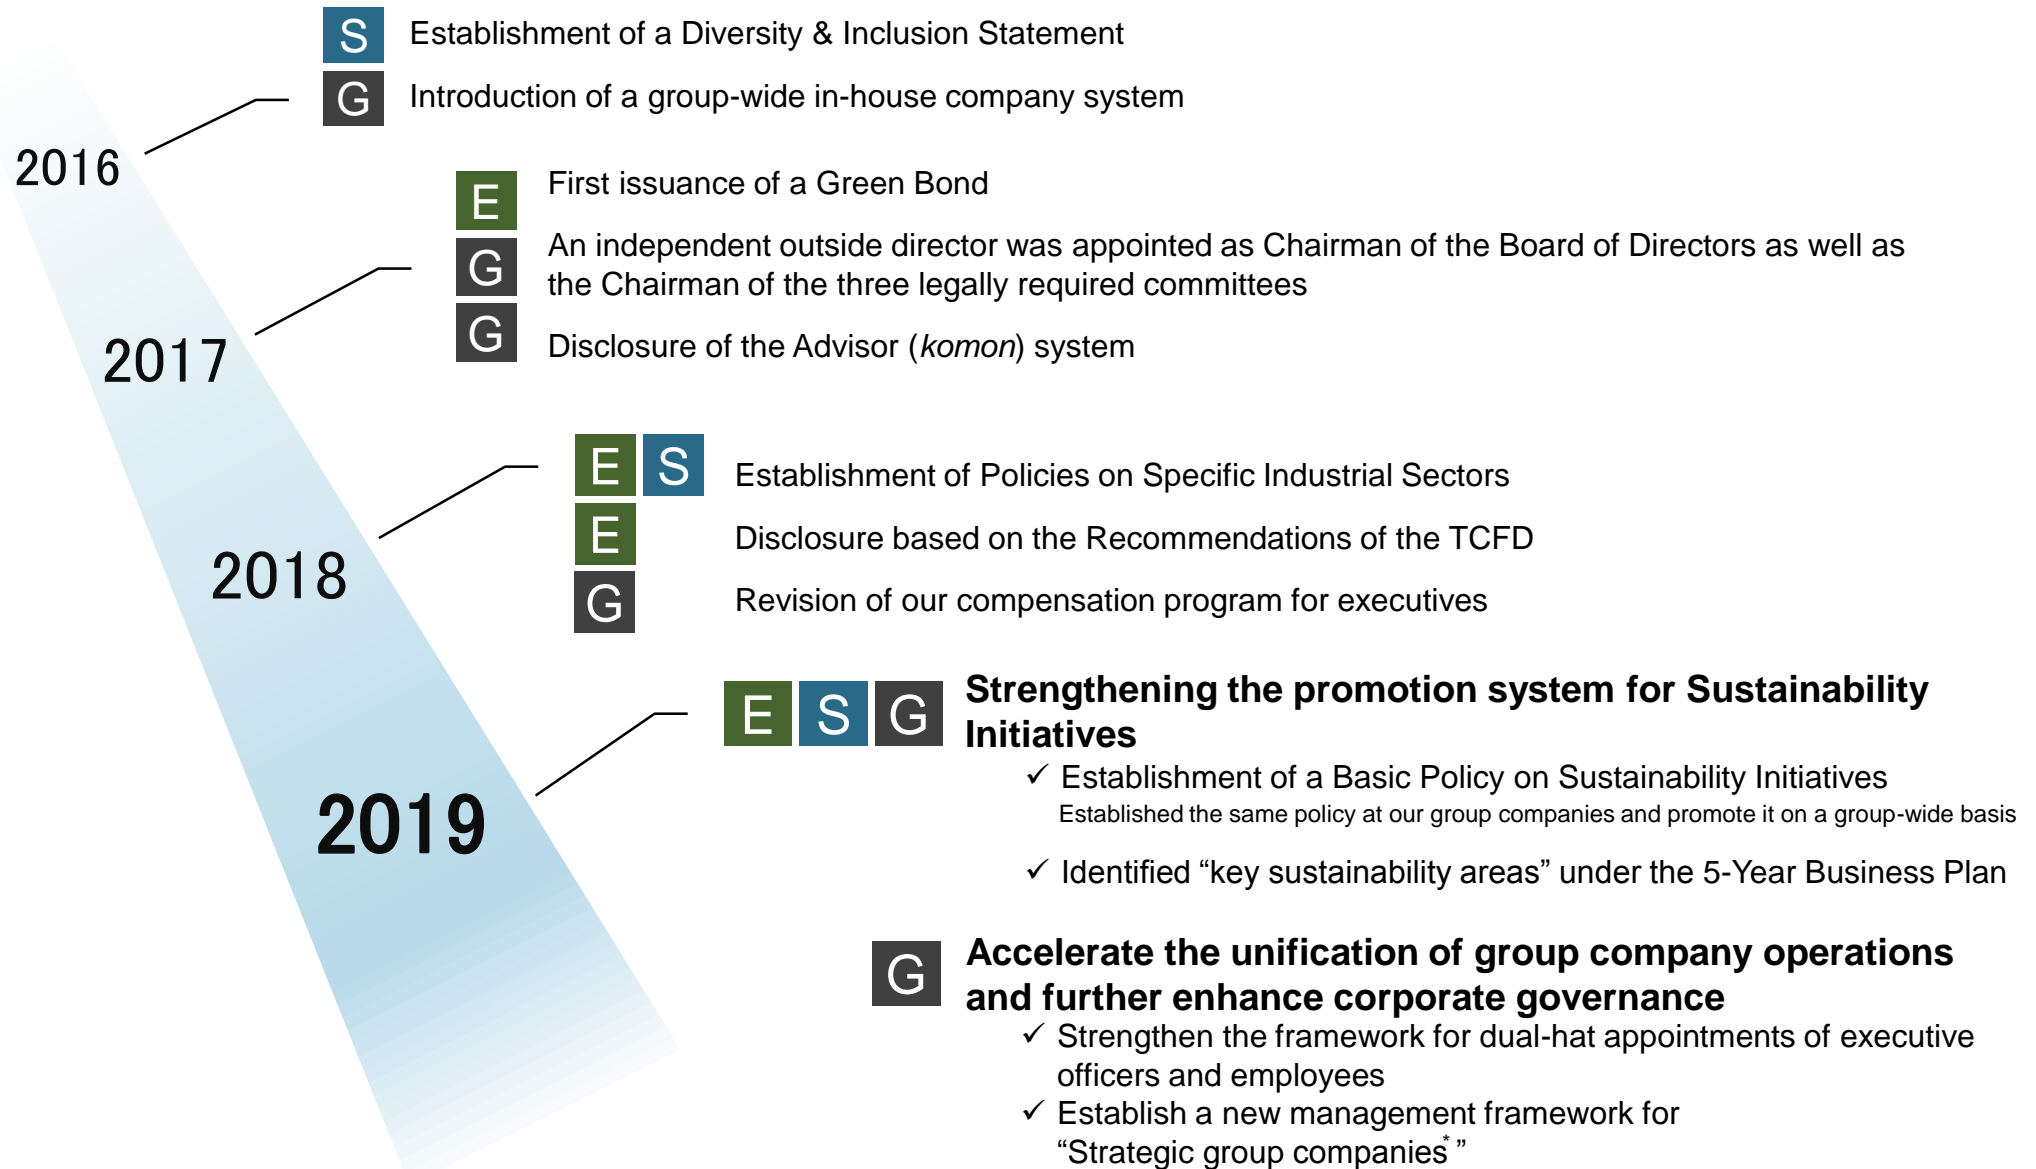 S Establishment of a Diversity & Inclusion Statement
G Introduction of a group-wide in-house company system
2016
E First issuance of a Green Bond
G An independent outside director was appointed as Chairman of the Board of Directors as well as
the Chairman of the three legally required committees
G Disclosure of the Advisor (komon) system
2017
E S Establishment of Policies on Specific Industrial Sectors
E Disclosure based on the Recommendations of the TCFD
G Revision of our compensation program for executives
2018
E S G Strengthening the promotion system for Sustainability
Initiatives
✓ Establishment of a Basic Policy on Sustainability Initiatives
Established the same policy at our group companies and promote it on a group-wide basis
✓ Identified “key sustainability areas” under the 5-Year Business Plan
2019
G Accelerate the unification of group company operations
and further enhance corporate governance
✓ Strengthen the framework for dual-hat appointments of executive
officers and employees
✓ Establish a new management framework for
“Strategic group companies*”